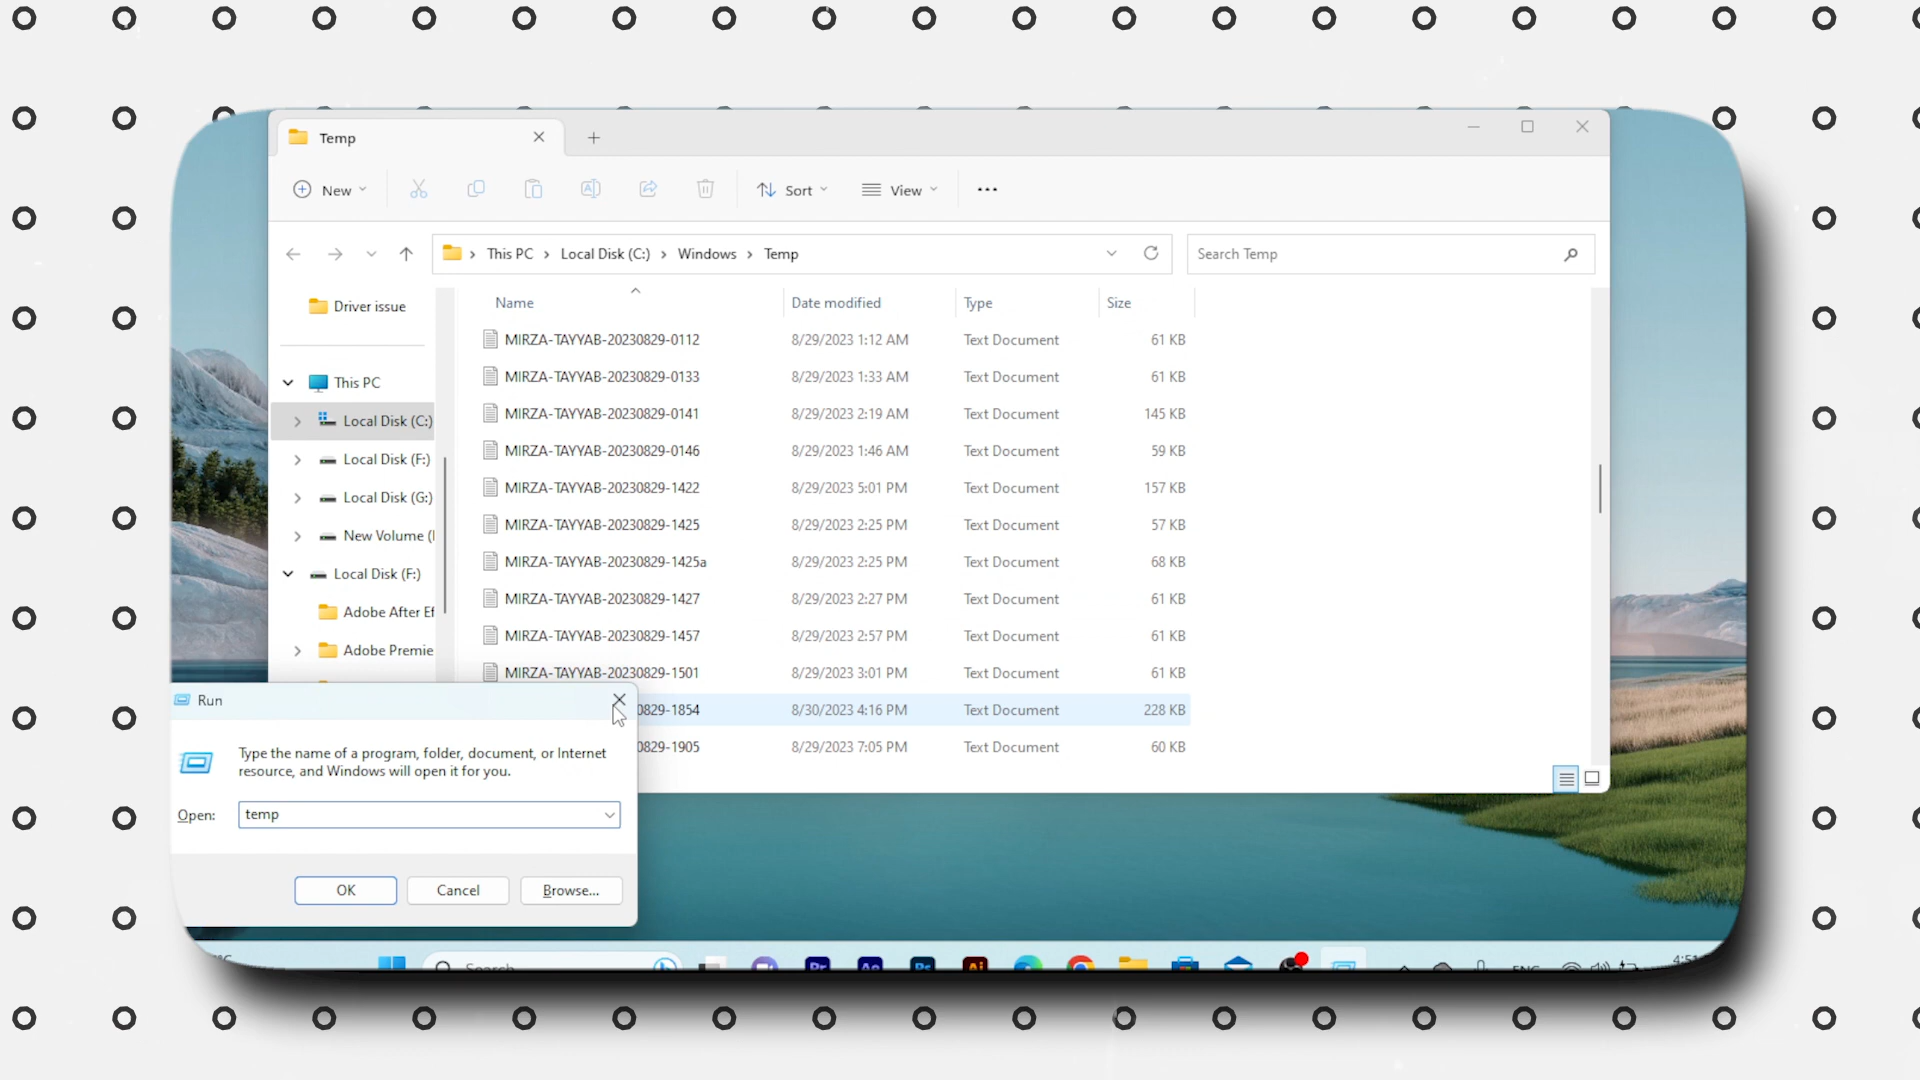 Temp
New
Sort
View
This PC
Local Disk (C:)
Windows
Temp
Search Temp
Name
Date modified
Type
Size
Driver issue
This PC
Local Disk (C:)
Local Disk (F:)
Local Disk (G:)
New Volume (
Local Disk (F:)
Adobe After Ef
Adobe Premie
MIRZA-TAYYAB-20230829-0112 8/29/2023 1:12 AM Text Document 61 KB
MIRZA-TAYYAB-20230829-0133 8/29/2023 1:33 AM Text Document 61 KB
MIRZA-TAYYAB-20230829-0141 8/29/2023 2:19 AM Text Document 145 KB
MIRZA-TAYYAB-20230829-0146 8/29/2023 1:46 AM Text Document 59 KB
MIRZA-TAYYAB-20230829-1422 8/29/2023 5:01 PM Text Document 157 KB
MIRZA-TAYYAB-20230829-1425 8/29/2023 2:25 PM Text Document 57 KB
MIRZA-TAYYAB-20230829-1425a 8/29/2023 2:25 PM Text Document 68 KB
MIRZA-TAYYAB-20230829-1427 8/29/2023 2:27 PM Text Document 61 KB
MIRZA-TAYYAB-20230829-1457 8/29/2023 2:57 PM Text Document 61 KB
MIRZA-TAYYAB-20230829-1501 8/29/2023 3:01 PM Text Document 61 KB
0829-1854 8/30/2023 4:16 PM Text Document 228 KB
0829-1905 8/29/2023 7:05 PM Text Document 60 KB
Run
Type the name of a program, folder, document, or Internet
resource, and Windows will open it for you.
Open:
temp
OK
Cancel
Browse...
Search
Pr
Ae
Ps
Ai
ENG